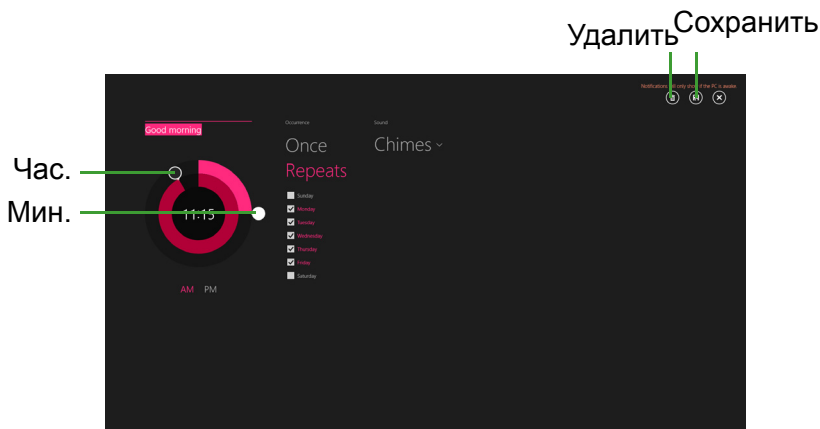 Удалить Сохранить
Notifications will only show if the PC is awake.
Good morning
Occurrence
Sound
Once
Chimes
Repeats
Час.
Мин.
11:15
Sunday
Monday
Tuesday
Wednesday
Thursday
Friday
Saturday
AM PM